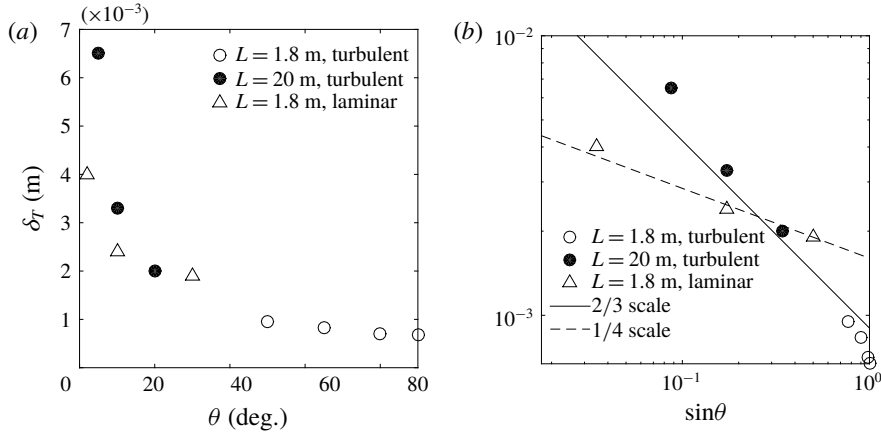 (a)
(×10⁻³)
7
6
5
4
3
2
1
0
20
40
60
80
δ_T (m)
θ (deg.)
L = 1.8 m, turbulent
L = 20 m, turbulent
L = 1.8 m, laminar
(b)
10⁻²
10⁻³
10⁻¹
10⁰
sinθ
L = 1.8 m, turbulent
L = 20 m, turbulent
L = 1.8 m, laminar
2/3 scale
1/4 scale